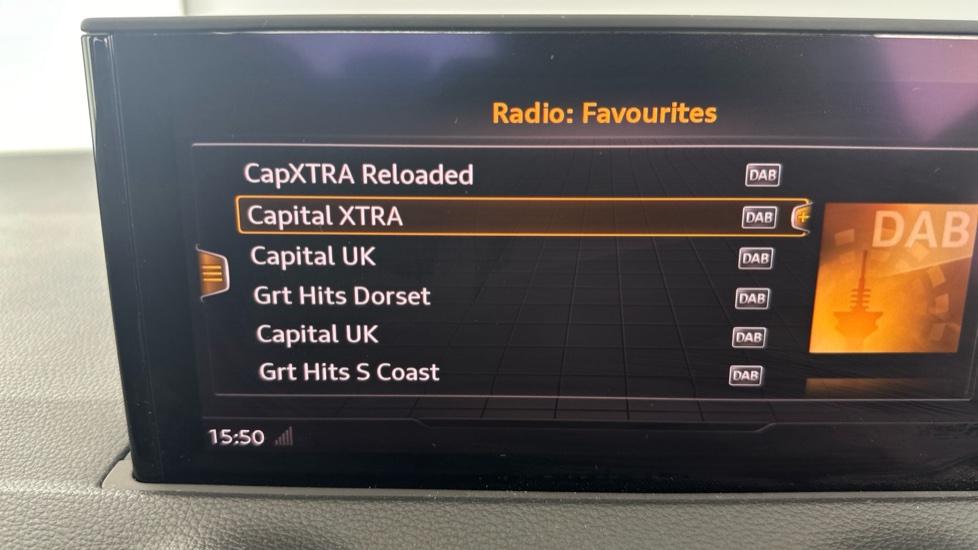 Radio: Favourites
CapXTRA Reloaded DAB
Capital XTRA DAB
Capital UK DAB
Grt Hits Dorset DAB
Capital UK DAB
Grt Hits S Coast DAB
DAB
15:50